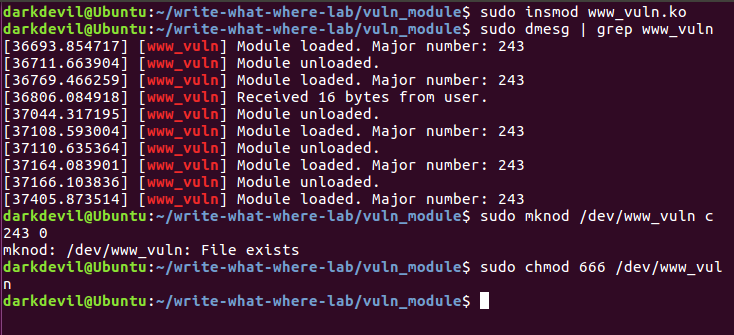 darkdevil@Ubuntu:~/write-what-where-lab/vuln_module$ sudo insmod www_vuln.ko
darkdevil@Ubuntu:~/write-what-where-lab/vuln_module$ sudo dmesg | grep www_vuln
[36693.854717] [www_vuln] Module loaded. Major number: 243
[36711.663904] [www_vuln] Module unloaded.
[36769.466259] [www_vuln] Module loaded. Major number: 243
[36806.084918] [www_vuln] Received 16 bytes from user.
[37044.317195] [www_vuln] Module unloaded.
[37108.593004] [www_vuln] Module loaded. Major number: 243
[37110.635364] [www_vuln] Module unloaded.
[37164.083901] [www_vuln] Module loaded. Major number: 243
[37166.103836] [www_vuln] Module unloaded.
[37405.873514] [www_vuln] Module loaded. Major number: 243
darkdevil@Ubuntu:~/write-what-where-lab/vuln_module$ sudo mknod /dev/www_vuln c
243 0
mknod: /dev/www_vuln: File exists
darkdevil@Ubuntu:~/write-what-where-lab/vuln_module$ sudo chmod 666 /dev/www_vul
n
darkdevil@Ubuntu:~/write-what-where-lab/vuln_module$